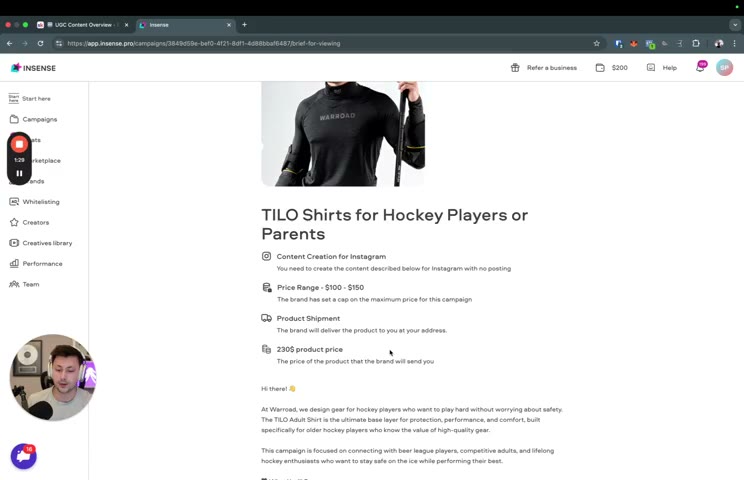 UGC Content Overview -
Insense
https://app.insense.pro/campaigns/3849d59e-bef0-4f21-8df1-4d88bbaf6487/brief-for-viewing
INSENSE
Refer a business
$200
Help
SP
Start here
Campaigns
1:29
Whitelisting
Creators
Creatives library
Performance
Team
16
WARROAD
TILO Shirts for Hockey Players or
Parents
Content Creation for Instagram
You need to create the content described below for Instagram with no posting
Price Range - $100 - $150
The brand has set a cap on the maximum price for this campaign
Product Shipment
The brand will deliver the product to you at your address.
230$ product price
The price of the product that the brand will send you
Hi there! 👋
At Warroad, we design gear for hockey players who want to play hard without worrying about safety.
The TILO Adult Shirt is the ultimate base layer for protection, performance, and comfort, built
specifically for older hockey players who know the value of high-quality gear.
This campaign is focused on connecting with beer league players, competitive adults, and lifelong
hockey enthusiasts who want to stay safe on the ice while performing their best.